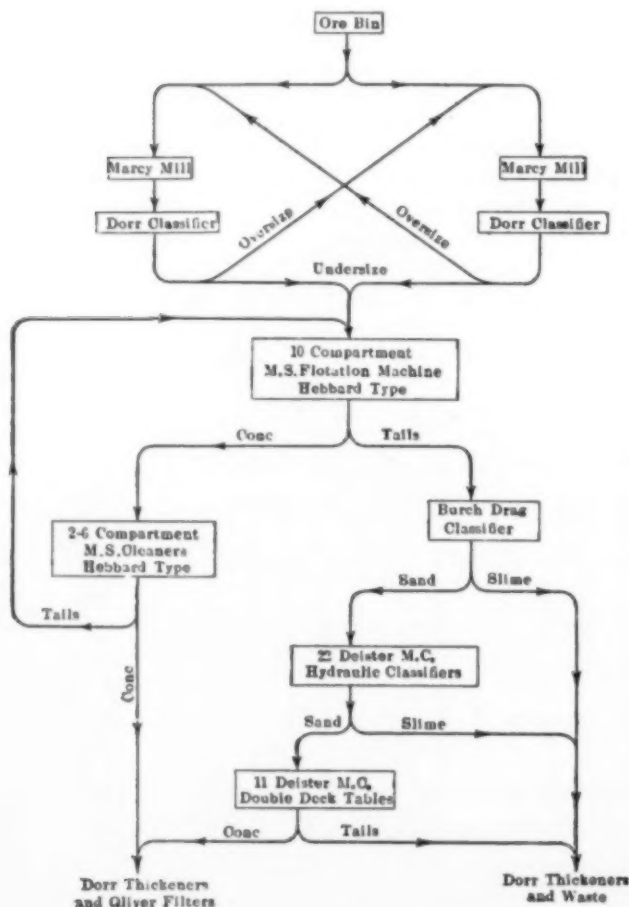 Ore Bin
Marcy Mill
Marcy Mill
Dorr Classifier
Dorr Classifier
Oversize
Oversize
Undersize
10 Compartment
M.S. Flotation Machine
Hebbard Type
Conc
Tails
2-6 Compartment
M.S. Cleaners
Hebbard Type
Burch Drag
Classifier
Tails
Sand
Slime
22 Deister M.C.
Hydraulic Classifiers
Conc
Sand
Slime
11 Deister M.C.
Double Deck Tables
Conc
Tails
Dorr Thickeners
and Oliver Filters
Dorr Thickeners
and Waste